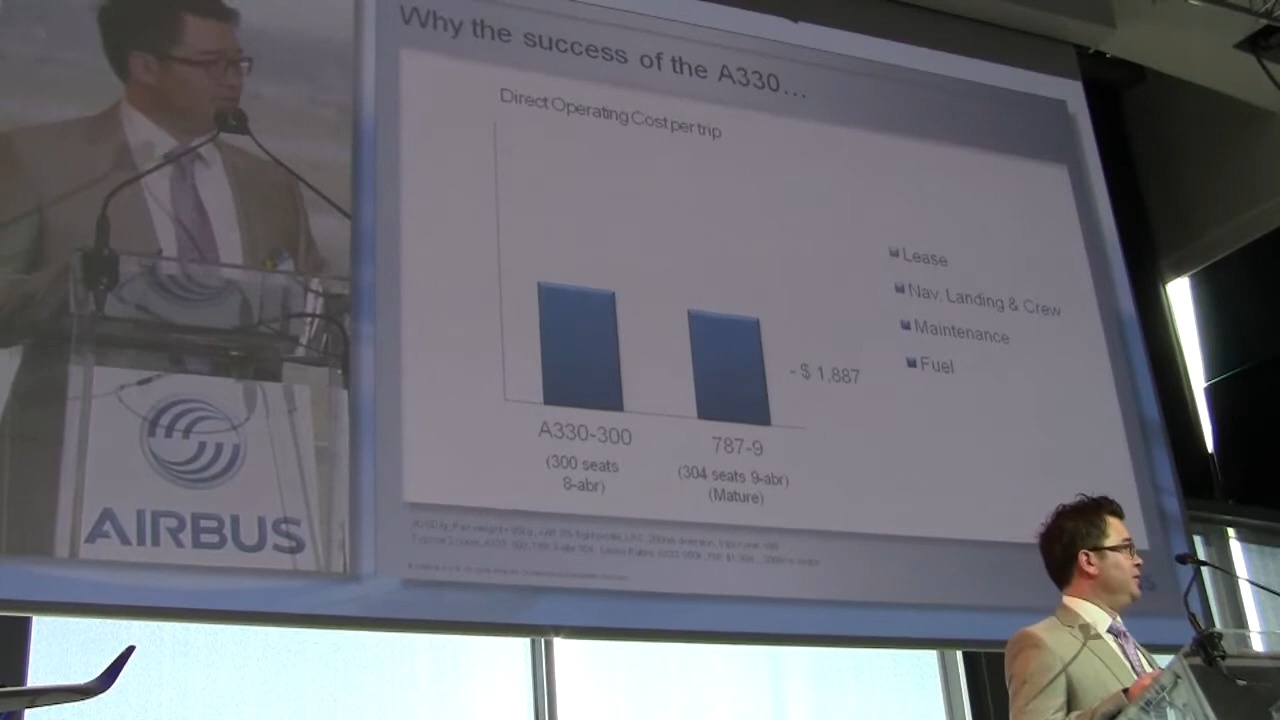 Why the success of the A330...
Direct Operating Cost per trip
Lease
Nav, Landing & Crew
Maintenance
Fuel
- $ 1,887
A330-300
(300 seats
8-abr)
787-9
(304 seats 9-abr)
(Mature)
AIRBUS